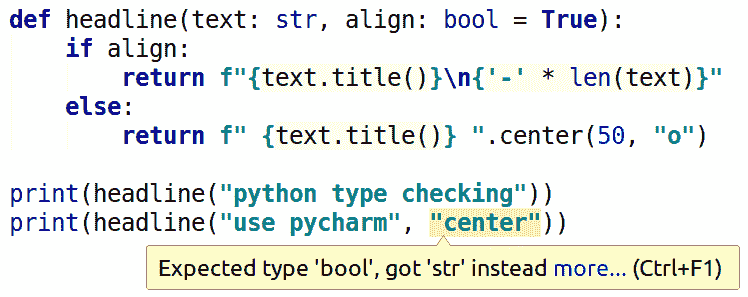 def headline(text: str, align: bool = True):
    if align:
        return f"{text.title()}\n{'-' * len(text)}"
    else:
        return f" {text.title()} ".center(50, "o")

print(headline("python type checking"))
print(headline("use pycharm", "center"))
Expected type 'bool', got 'str' instead more... (Ctrl+F1)